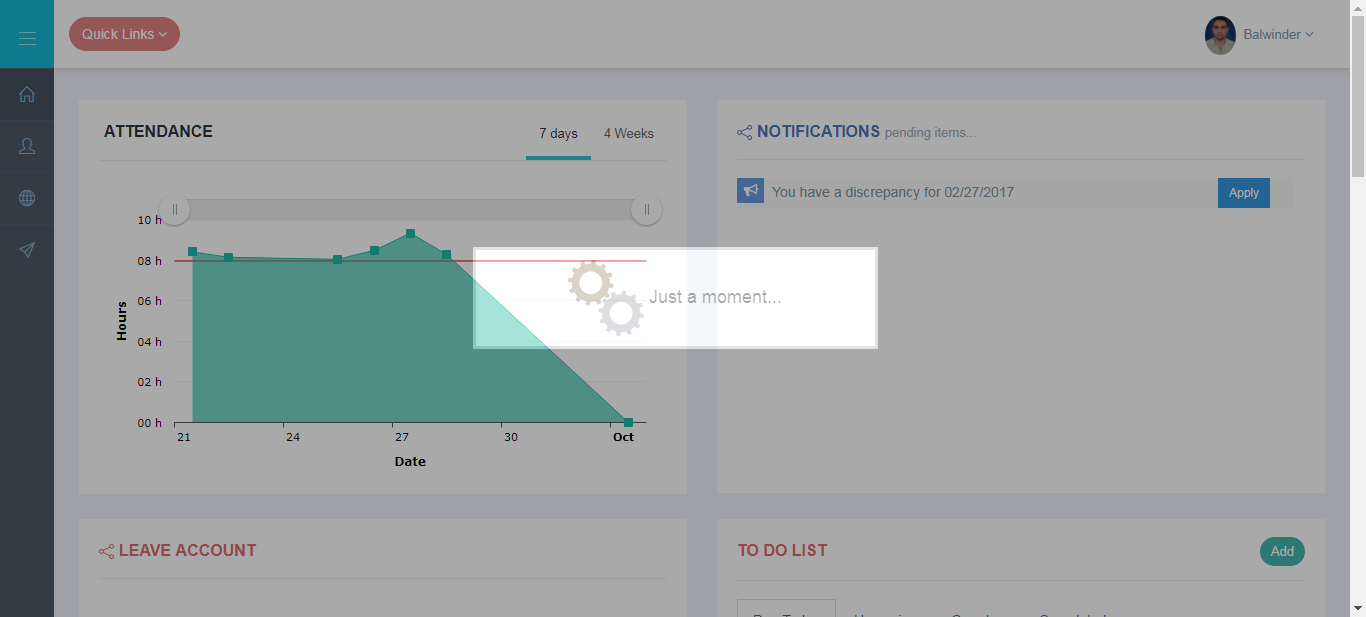 Quick Links
Balwinder
ATTENDANCE
7 days
4 Weeks
NOTIFICATIONS pending items...
You have a discrepancy for 02/27/2017
Apply
10 h
08 h
06 h
04 h
02 h
00 h
Hours
21 24 27 30 Oct
Date
Just a moment...
LEAVE ACCOUNT
TO DO LIST
Add